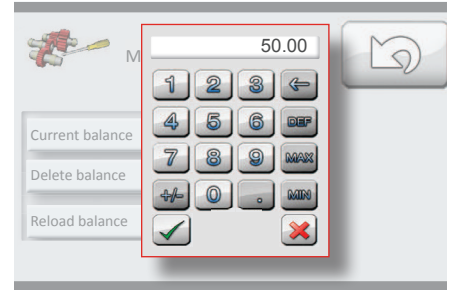 M
50.00
1 2 3 ←
4 5 6 DEF
7 8 9 MAX
+/- 0 . MIN
Current balance
Delete balance
Reload balance